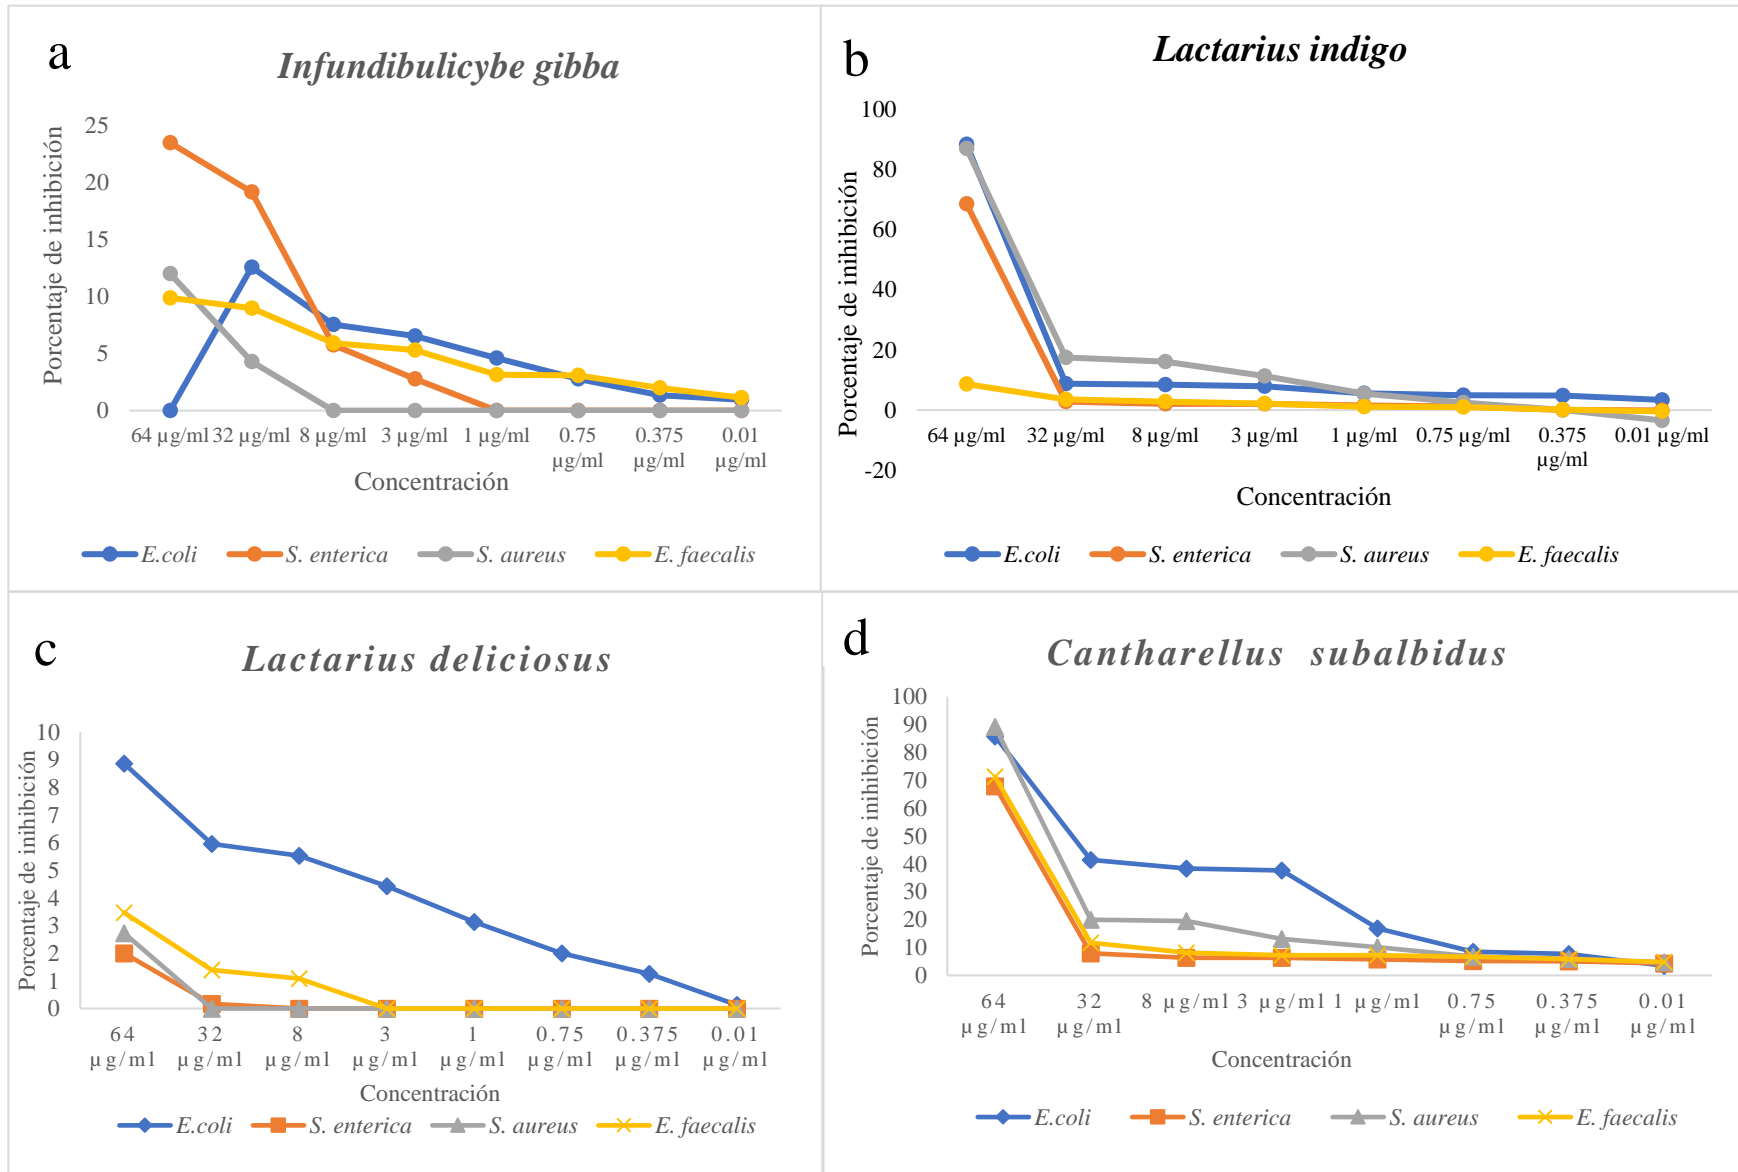 a
Infundibulicybe gibba
Porcentaje de inhibición
25
20
15
10
5
0
64 µg/ml 32 µg/ml 8 µg/ml 3 µg/ml 1 µg/ml 0.75 µg/ml 0.375 µg/ml 0.01 µg/ml
Concentración
E.coli S. enterica S. aureus E. faecalis
b
Lactarius indigo
Porcentaje de inihibición
100
80
60
40
20
0
-20
64 µg/ml 32 µg/ml 8 µg/ml 3 µg/ml 1 µg/ml 0.75 µg/ml 0.375 µg/ml 0.01 µg/ml
Concentración
E.coli S. enterica S. aureus E. faecalis
c
Lactarius deliciosus
Porcentaje de inihibición
10
9
8
7
6
5
4
3
2
1
0
64 µg/ml 32 µg/ml 8 µg/ml 3 µg/ml 1 µg/ml 0.75 µg/ml 0.375 µg/ml 0.01 µg/ml
Concentración
E.coli S. enterica S. aureus E. faecalis
d
Cantharellus subalbidus
Porcentaje de inihibición
100
90
80
70
60
50
40
30
20
10
0
64 µg/ml 32 µg/ml 8 µg/ml 3 µg/ml 1 µg/ml 0.75 µg/ml 0.375 µg/ml 0.01 µg/ml
Concentración
E.coli S. enterica S. aureus E. faecalis